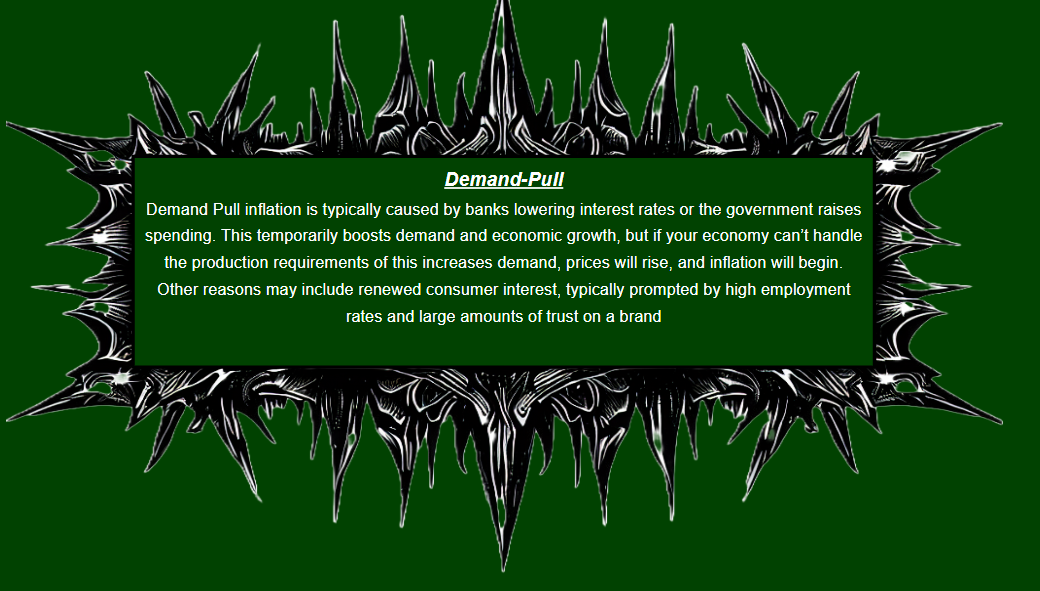 Demand-Pull
Demand Pull inflation is typically caused by banks lowering interest rates or the government raises
spending. This temporarily boosts demand and economic growth, but if your economy can’t handle
the production requirements of this increases demand, prices will rise, and inflation will begin.
Other reasons may include renewed consumer interest, typically prompted by high employment
rates and large amounts of trust on a brand